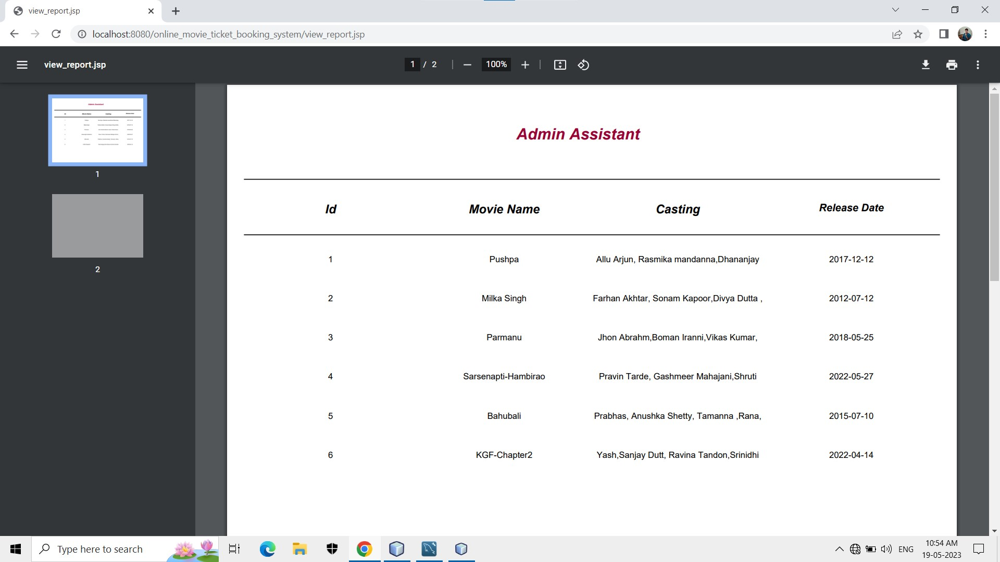 view_report.jsp
localhost:8080/online_movie_ticket_booking_system/view_report.jsp
view_report.jsp
1 / 2
100%
Admin Assistant
Id Movie Name Casting Release Date
1 Pushpa Allu Arjun, Rasmika mandanna,Dhananjay 2017-12-12
2 Milka Singh Farhan Akhtar, Sonam Kapoor,Divya Dutta , 2012-07-12
3 Parmanu Jhon Abrahm,Boman Iranni,Vikas Kumar, 2018-05-25
4 Sarsenapti-Hambirao Pravin Tarde, Gashmeer Mahajani,Shruti 2022-05-27
5 Bahubali Prabhas, Anushka Shetty, Tamanna ,Rana, 2015-07-10
6 KGF-Chapter2 Yash,Sanjay Dutt, Ravina Tandon,Srinidhi 2022-04-14
1
2
Type here to search
ENG
10:54 AM
19-05-2023